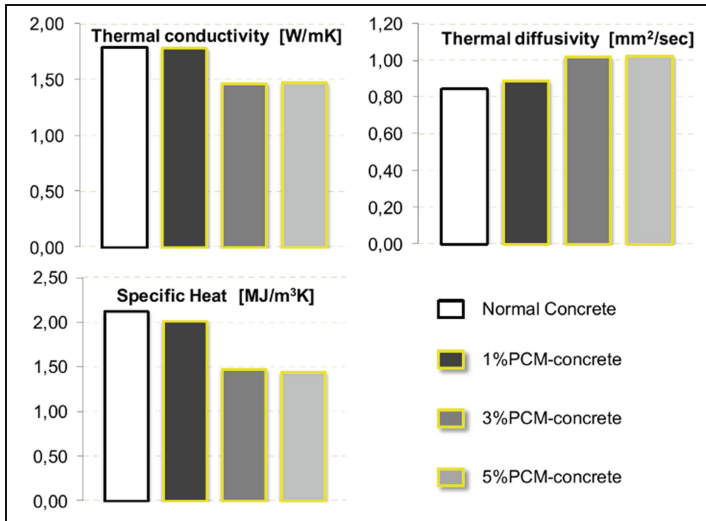 Thermal conductivity [W/mK]
2,00
1,50
1,00
0,50
0,00
Thermal diffusivity [mm²/sec]
1,20
1,00
0,80
0,60
0,40
0,20
0,00
Specific Heat [MJ/m³K]
2,50
2,00
1,50
1,00
0,50
0,00
Normal Concrete
1%PCM-concrete
3%PCM-concrete
5%PCM-concrete